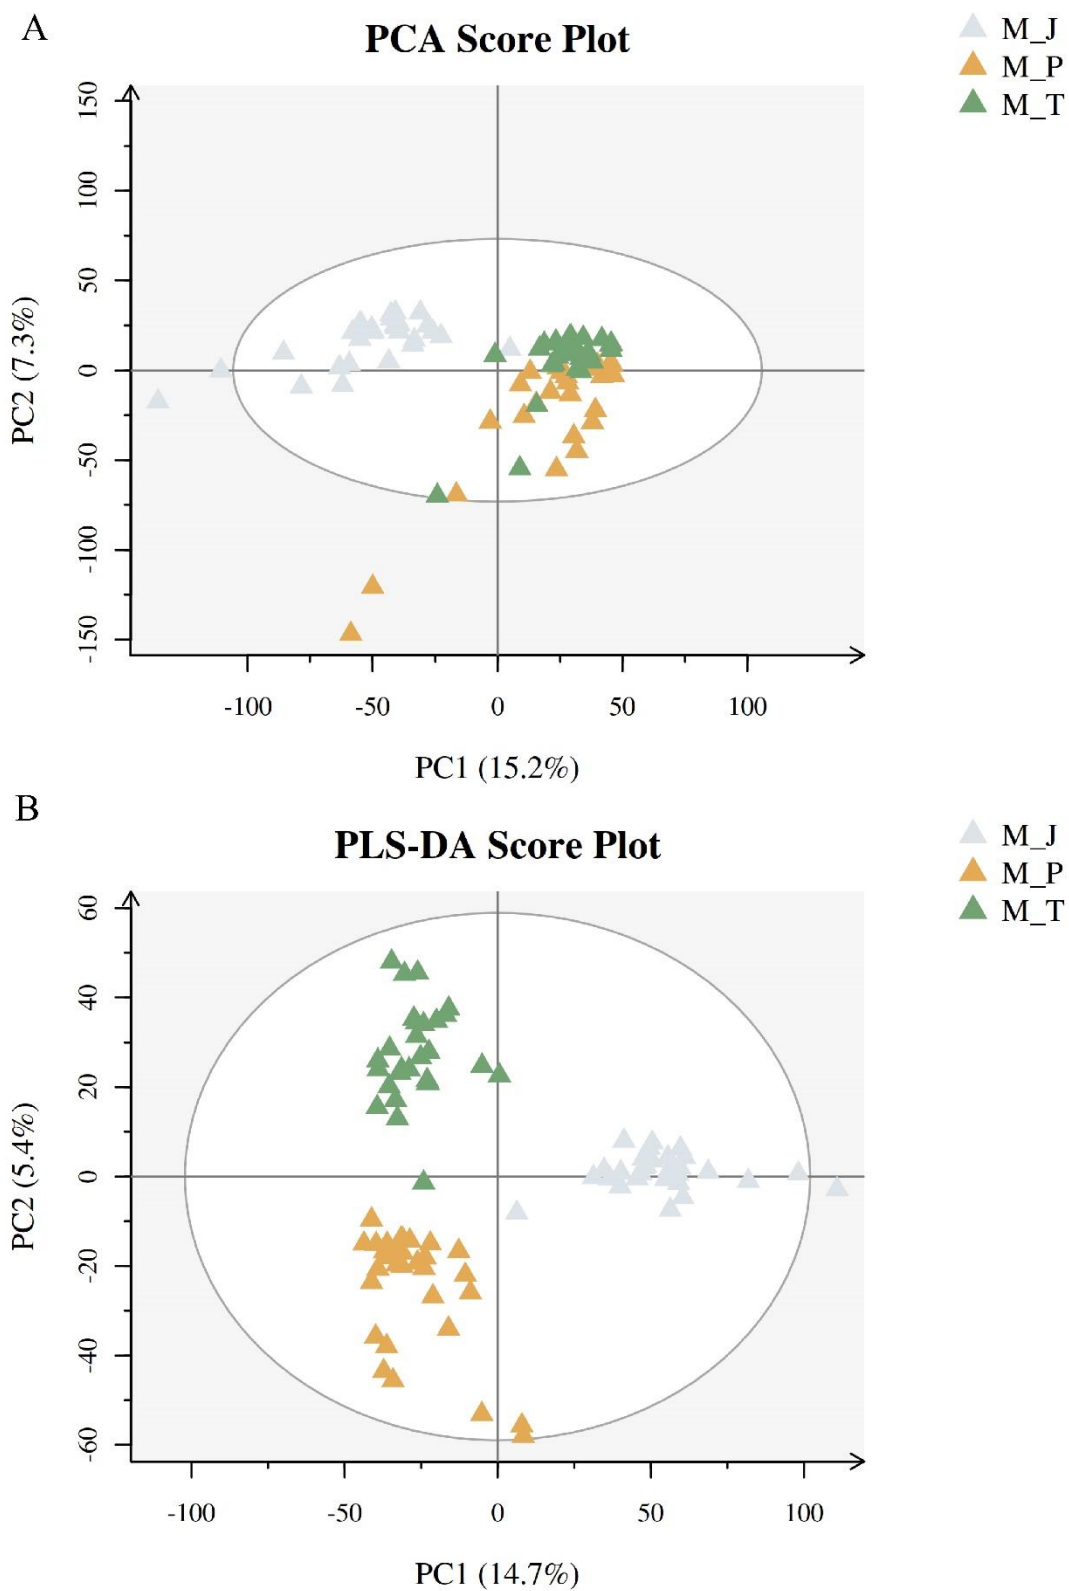 A
PCA Score Plot
M_J
M_P
M_T
150
100
50
0
-50
-100
-150
PC2 (7.3%)
-100 -50 0 50 100
PC1 (15.2%)
B
PLS-DA Score Plot
M_J
M_P
M_T
60
40
20
0
-20
-40
-60
PC2 (5.4%)
-100 -50 0 50 100
PC1 (14.7%)